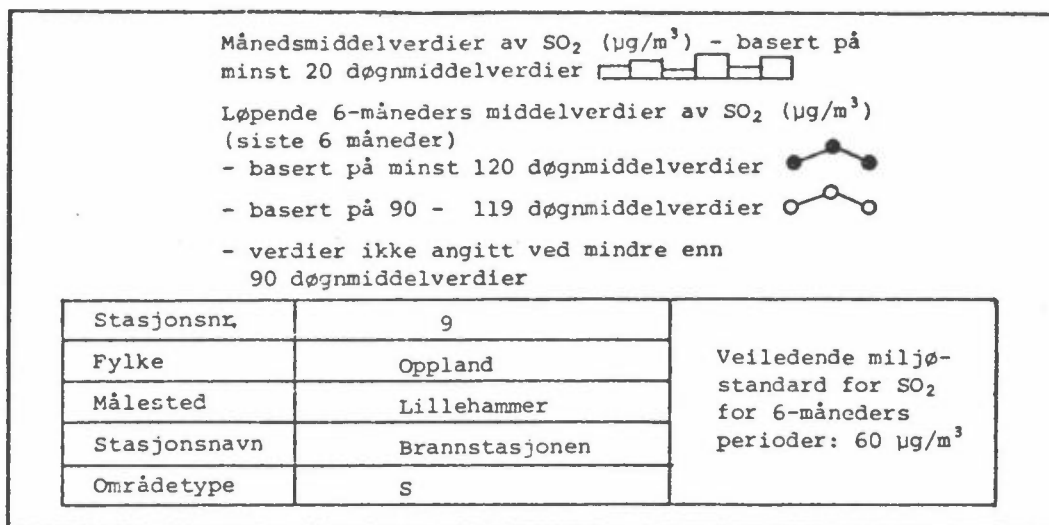 Månedsmiddelverdier av SO₂ (µg/m³) - basert på
minst 20 døgnmiddelverdier
Løpende 6-måneders middelverdier av SO₂ (µg/m³)
(siste 6 måneder)
- basert på minst 120 døgnmiddelverdier
- basert på 90 - 119 døgnmiddelverdier
- verdier ikke angitt ved mindre enn
90 døgnmiddelverdier
Stasjonsnr. 9
Fylke Oppland
Målested Lillehammer
Stasjonsnavn Brannstasjonen
Områdetype S
Veiledende miljø-
standard for SO₂
for 6-måneders
perioder: 60 µg/m³